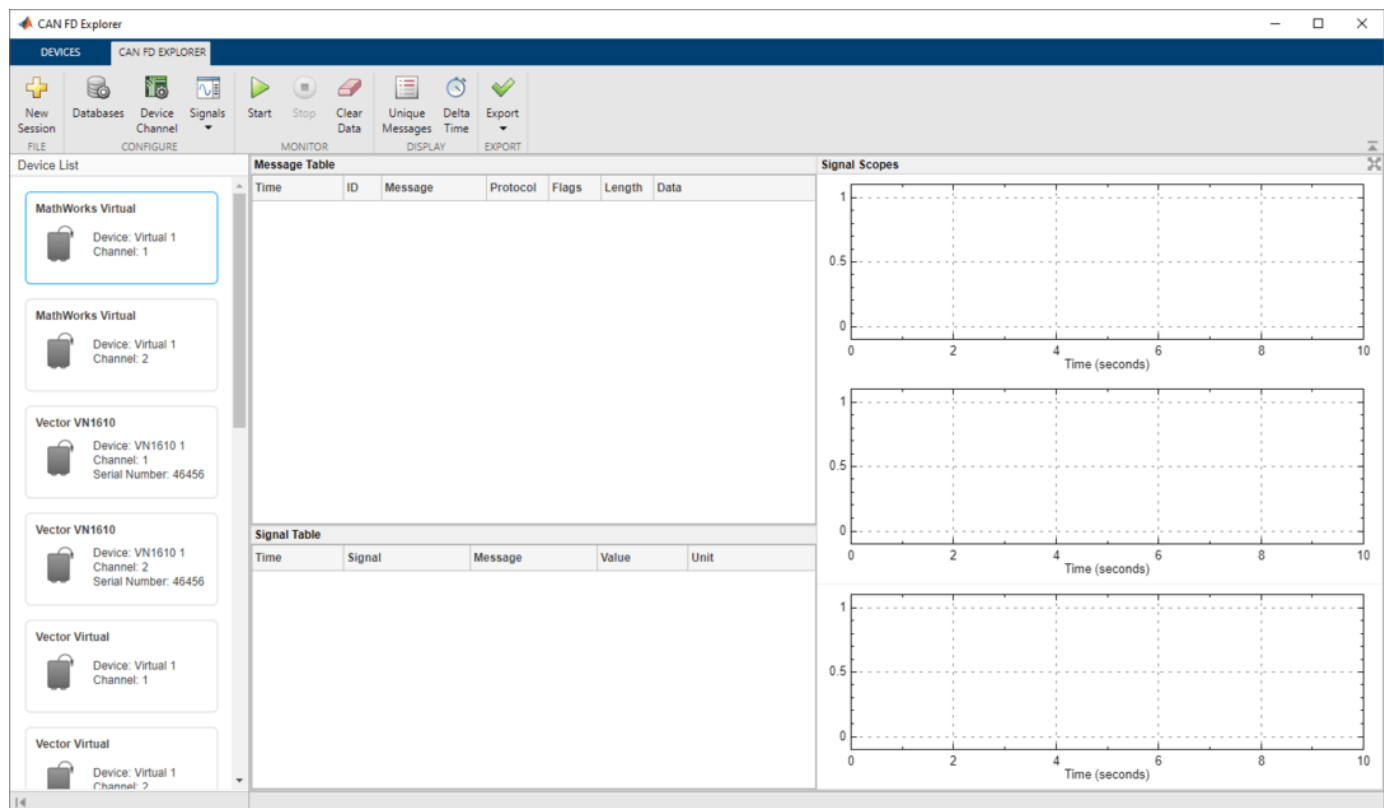 CAN FD Explorer
DEVICES CAN FD EXPLORER
New Session Databases Device Channel Signals Start Stop Clear Data Unique Messages Delta Time Export
FILE CONFIGURE MONITOR DISPLAY EXPORT
Device List
MathWorks Virtual
Device: Virtual 1
Channel: 1
MathWorks Virtual
Device: Virtual 1
Channel: 2
Vector VN1610
Device: VN1610 1
Channel: 1
Serial Number: 46456
Vector VN1610
Device: VN1610 1
Channel: 2
Serial Number: 46456
Vector Virtual
Device: Virtual 1
Channel: 1
Vector Virtual
Device: Virtual 1
Channel: 2
Message Table
Time ID Message Protocol Flags Length Data
Signal Table
Time Signal Message Value Unit
Signal Scopes
1
0.5
0
0 2 4 6 8 10
Time (seconds)
1
0.5
0
0 2 4 6 8 10
Time (seconds)
1
0.5
0
0 2 4 6 8 10
Time (seconds)